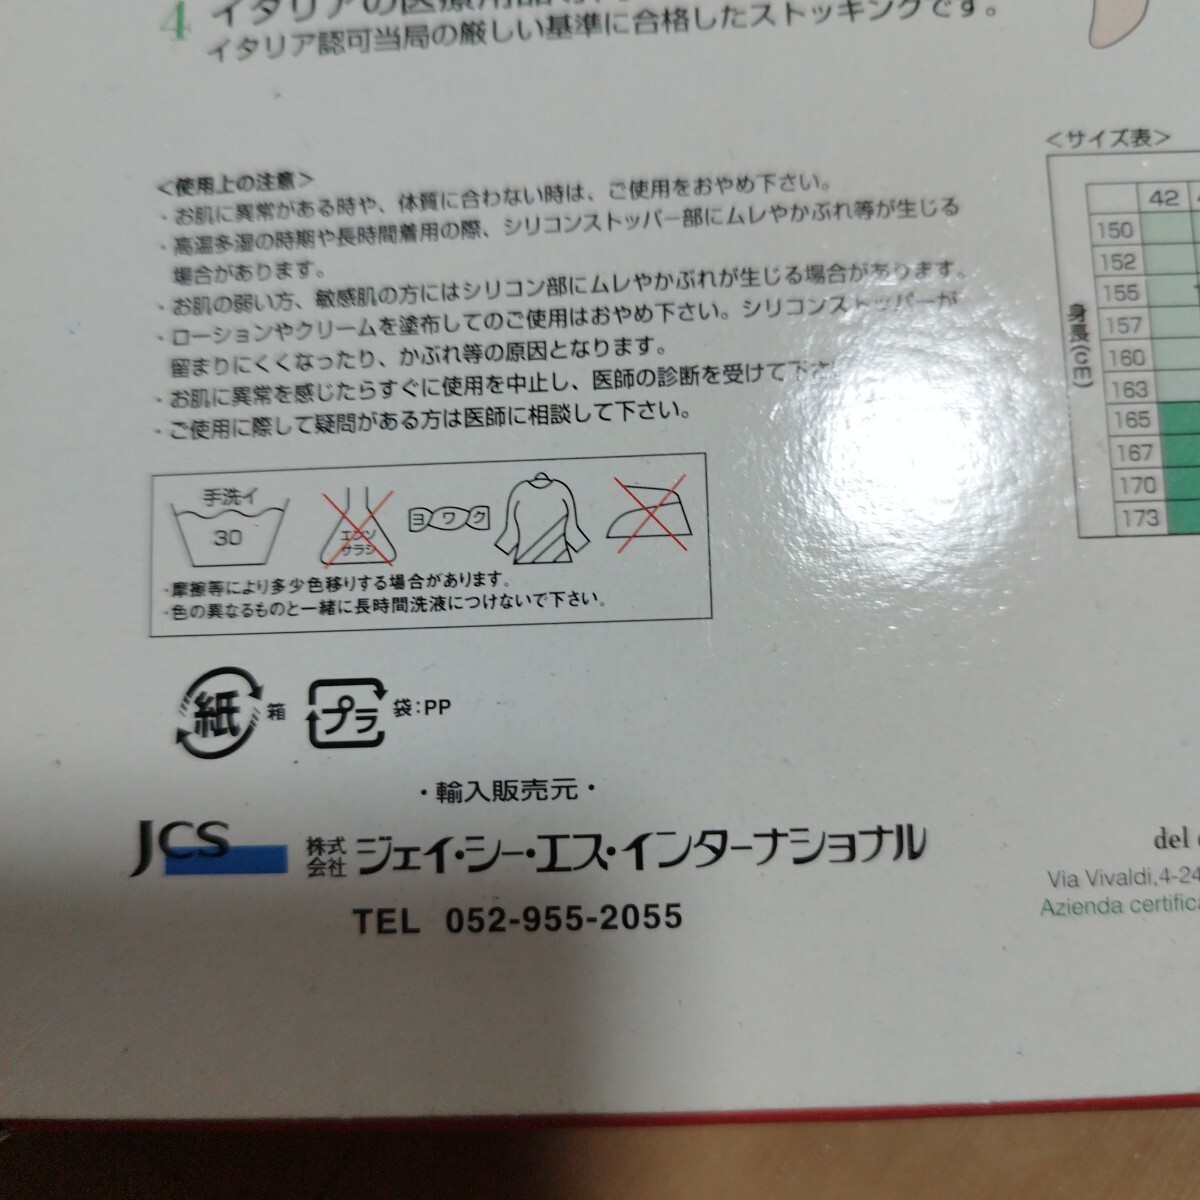 4 イタリアの医療用品
イタリア認可当局の厳しい基準に合格したストッキングです。
＜使用上の注意＞
・お肌に異常がある時や、体質に合わない時は、ご使用をおやめ下さい。
・高温多湿の時期や長時間着用の際、シリコンストッパー部にムレやかぶれ等が生じる
場合があります。
・お肌の弱い方、敏感肌の方にはシリコン部にムレやかぶれが生じる場合があります。
・ローションやクリームを塗布してのご使用はおやめ下さい。シリコンストッパーが
留まりにくくなったり、かぶれ等の原因となります。
・お肌に異常を感じたらすぐに使用を中止し、医師の診断を受けて下さ
・ご使用に際して疑問がある方は医師に相談して下さい。
手洗イ
30
エンソ
サラシ
ヨワク
・摩擦等により多少色移りする場合があります。
・色の異なるものと一緒に長時間洗液につけないで下さい。
紙 箱 プラ 袋:PP
・輸入販売元・
JCS 株式会社 ジェイ・シー・エス・インターナショナル
TEL 052-955-2055
＜サイズ表＞
42
身長(cm)
150
152
155
157
160
163
165
167
170
173
del
Via Vivaldi,4-24
Azienda certifica